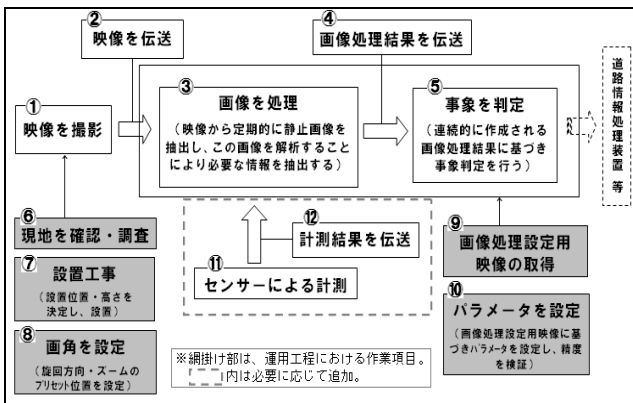 ②
映像を伝送
④
画像処理結果を伝送
①
映像を撮影
③
画像を処理
(映像から定期的に静止画像を
抽出し、この画像を解析すること
により必要な情報を抽出する)
⑤
事象を判定
(連続的に作成される
画像処理結果に基づき
事象判定を行う)
道路情報処理装置 等
⑥
現地を確認・調査
⑦
設置工事
(設置位置・高さを
決定し、設置)
⑧
画角を設定
(旋回方向・ズームの
プリセット位置を設定)
⑫
計測結果を伝送
⑪
センサーによる計測
⑨
画像処理設定用
映像の取得
⑩
パラメータを設定
(画像処理設定用映像に基
づきパラメータを設定し、精度
を検証)
※網掛け部は、運用工程における作業項目。
内は必要に応じて追加。